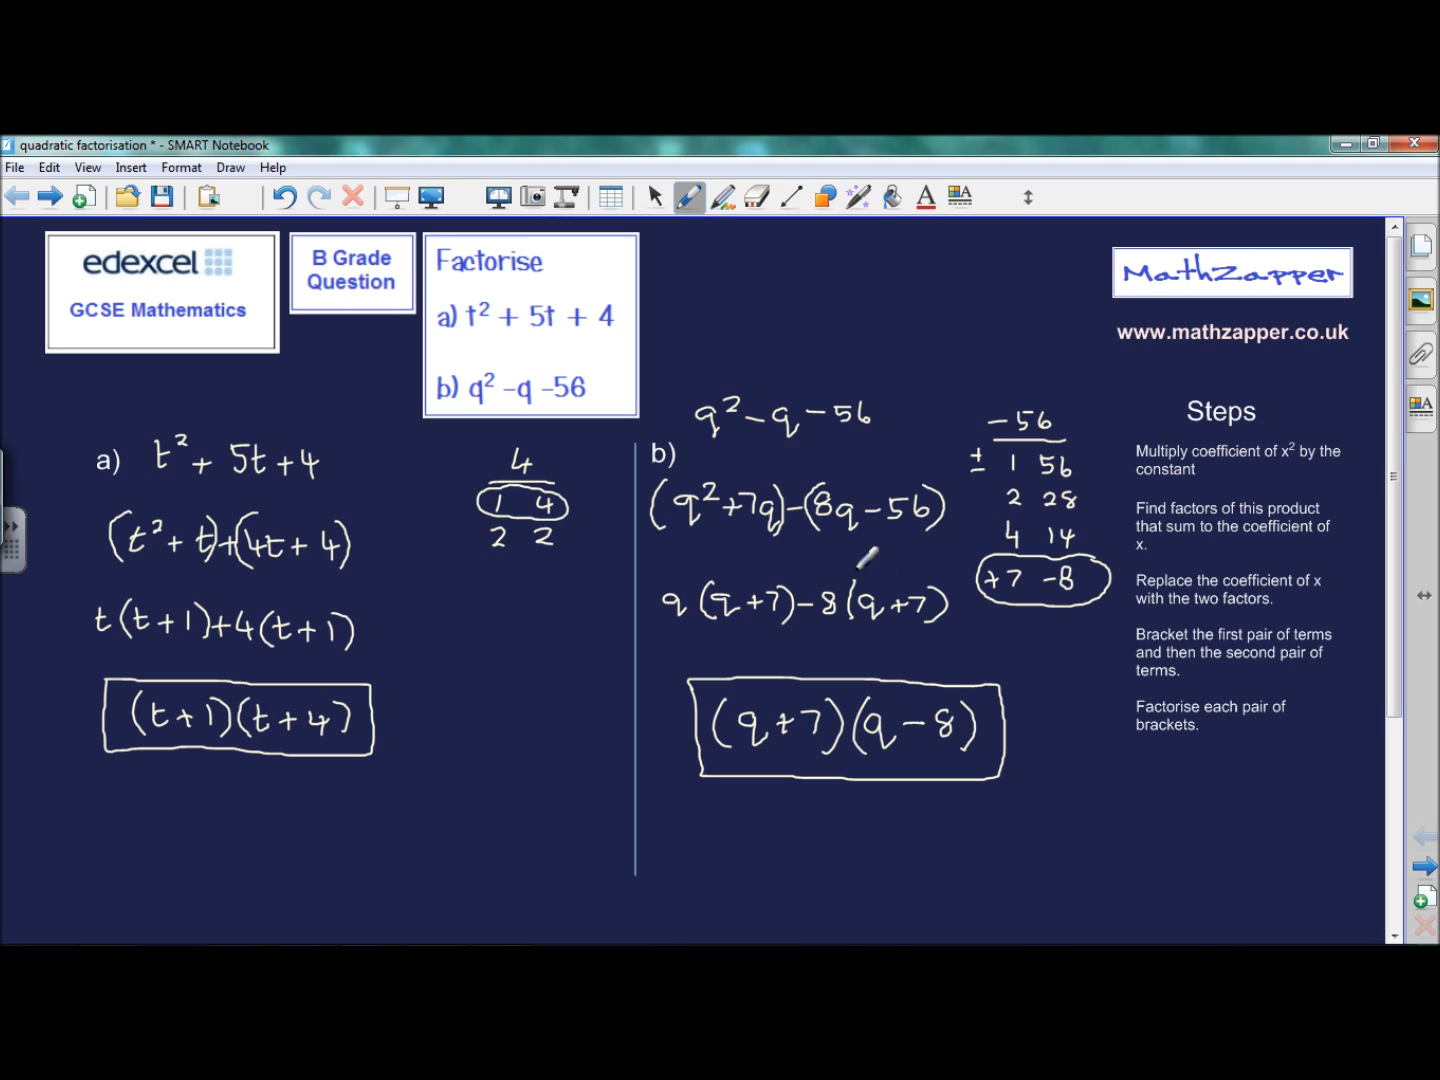 quadratic factorisation * - SMART Notebook
File Edit View Insert Format Draw Help
edexcel
GCSE Mathematics
B Grade
Question
Factorise
a) t² + 5t + 4
b) q² -q -56
MathZapper
www.mathzapper.co.uk
a) t² + 5t + 4
4
1 4
2 2
(t² + t)+(4t + 4)
t(t+1)+4(t+1)
(t+1)(t+4)
q² - q - 56
b)
(q²+7q)-(8q-56)
q(q+7)-8(q+7)
(q+7)(q-8)
-56
± 1 56
2 28
4 14
+7 -8
Steps
Multiply coefficient of x² by the
constant
Find factors of this product
that sum to the coefficient of
x.
Replace the coefficient of x
with the two factors.
Bracket the first pair of terms
and then the second pair of
terms.
Factorise each pair of
brackets.